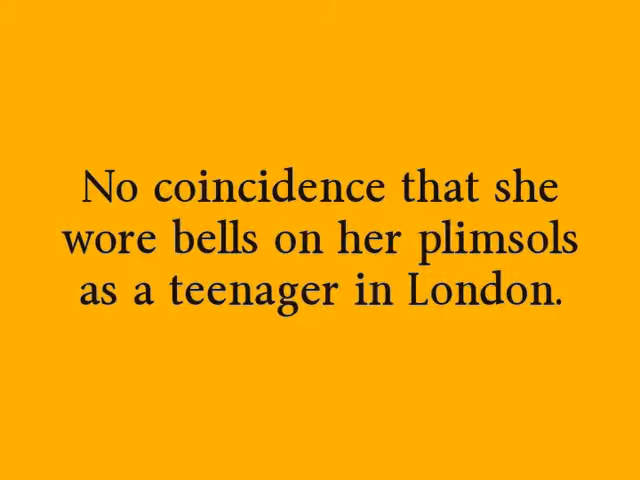 No coincidence that she
wore bells on her plimsols
as a teenager in London.